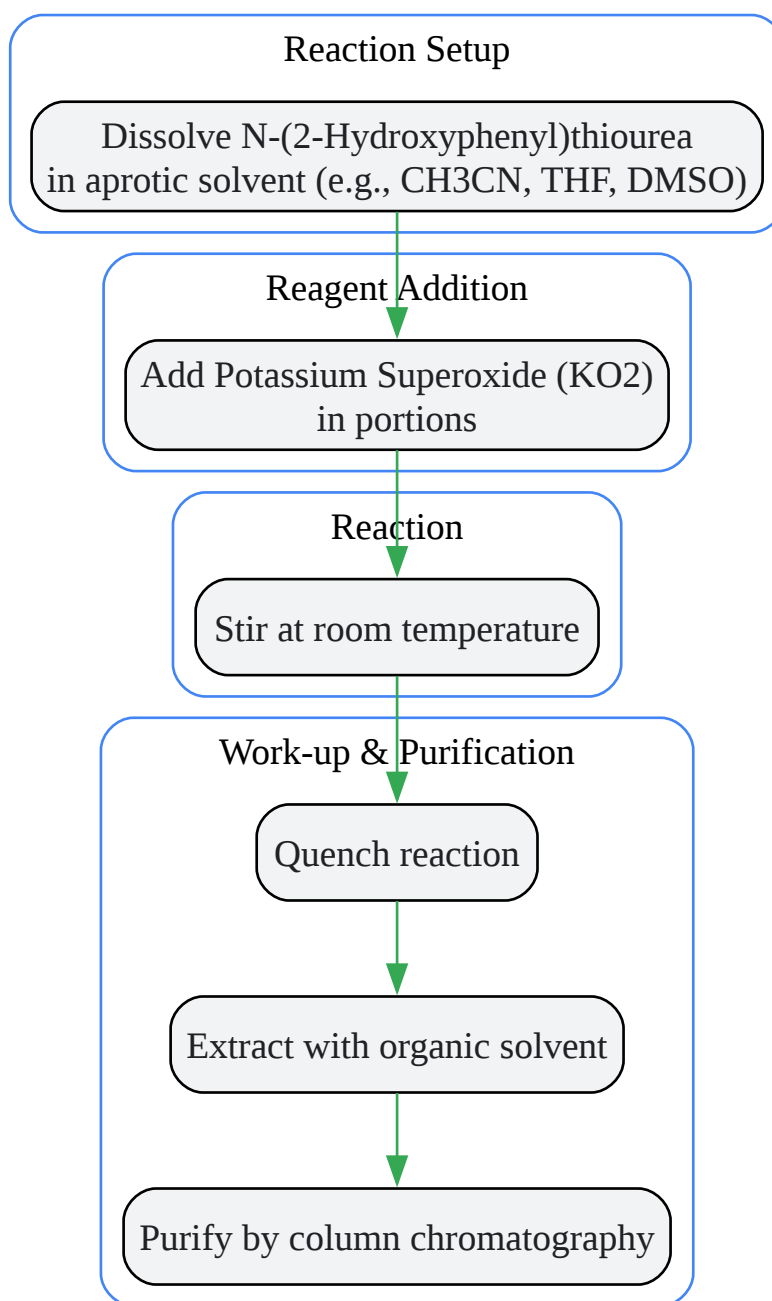 Reaction Setup
Dissolve N-(2-Hydroxyphenyl)thiourea
in aprotic solvent (e.g., CH3CN, THF, DMSO)
Reagent Addition
Add Potassium Superoxide (KO2)
in portions
Reaction
Stir at room temperature
Work-up & Purification
Quench reaction
Extract with organic solvent
Purify by column chromatography